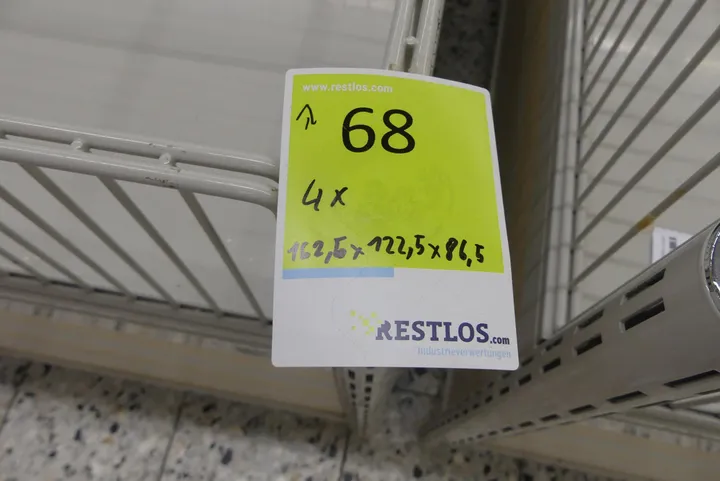 www.restlos.com
68
4x
162,5x122,5x86,5
RESTLOS.com
Industrieverwertungen